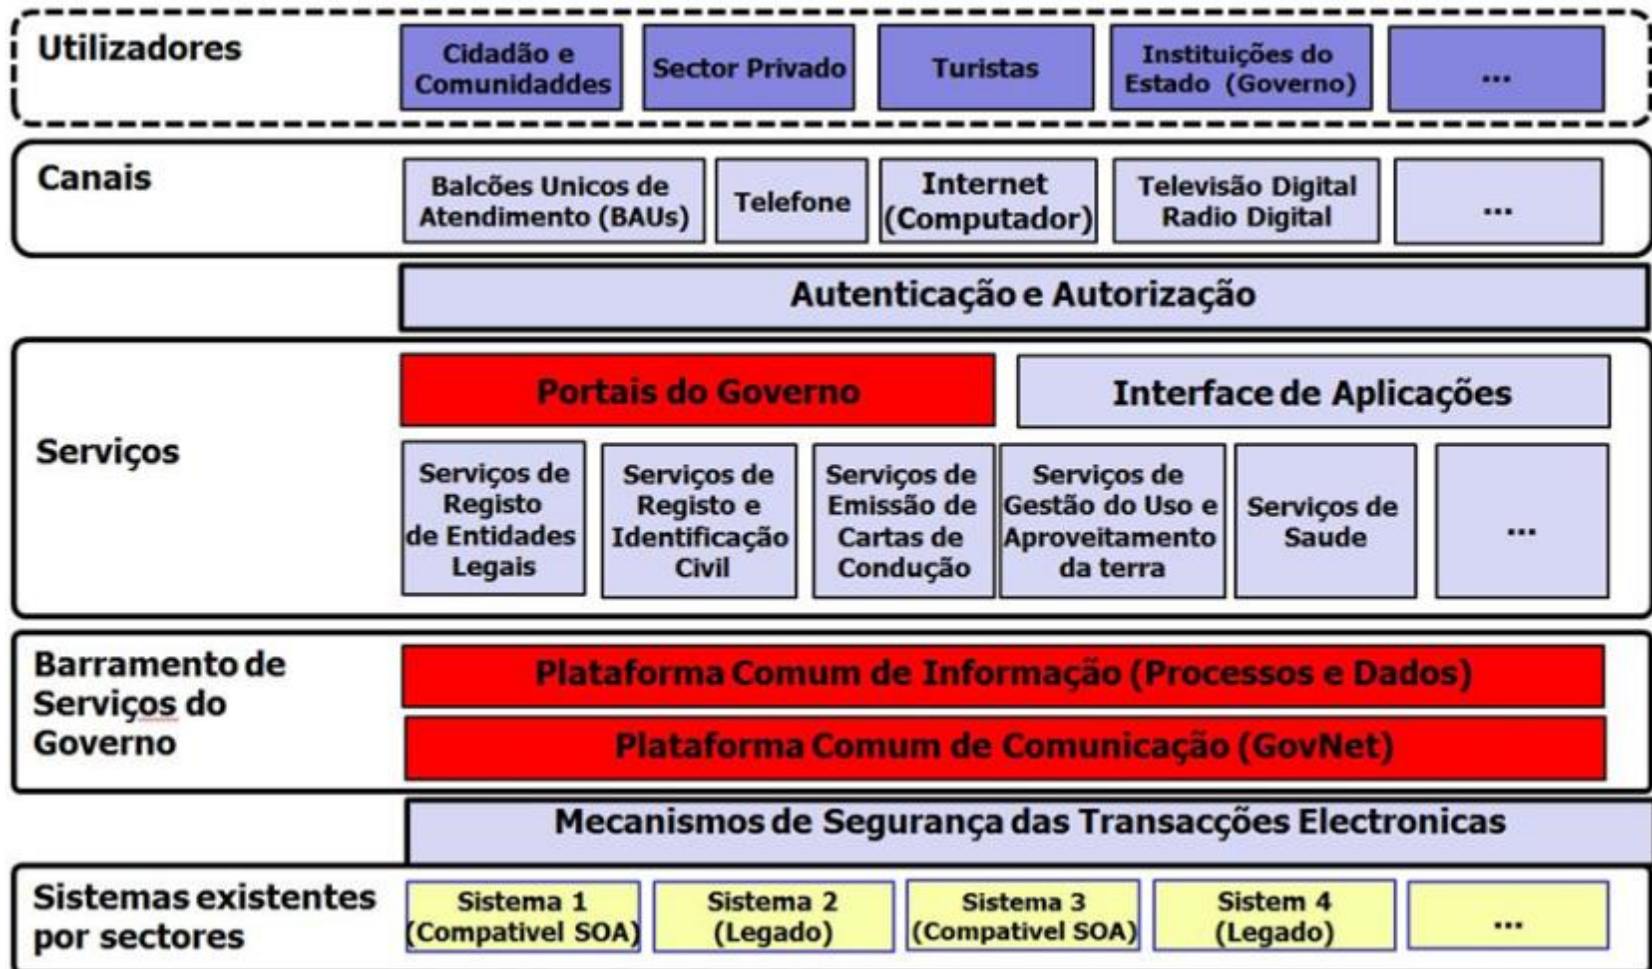 Utilizadores
Cidadão e
Comunidaddes
Sector Privado
Turistas
Instituições do
Estado (Governo)
...
Canais
Balcões Unicos de
Atendimento (BAUs)
Telefone
Internet
(Computador)
Televisão Digital
Radio Digital
...
Autenticação e Autorização
Serviços
Portais do Governo
Interface de Aplicações
Serviços de
Registo
de Entidades
Legais
Serviços de
Registo e
Identificação
Civil
Serviços de
Emissão de
Cartas de
Condução
Serviços de
Gestão do Uso e
Aproveitamento
da terra
Serviços de
Saude
...
Barramento de
Serviços do
Governo
Plataforma Comum de Informação (Processos e Dados)
Plataforma Comum de Comunicação (GovNet)
Mecanismos de Segurança das Transacções Electronicas
Sistemas existentes
por sectores
Sistema 1
(Compativel SOA)
Sistema 2
(Legado)
Sistema 3
(Compativel SOA)
Sistem 4
(Legado)
...